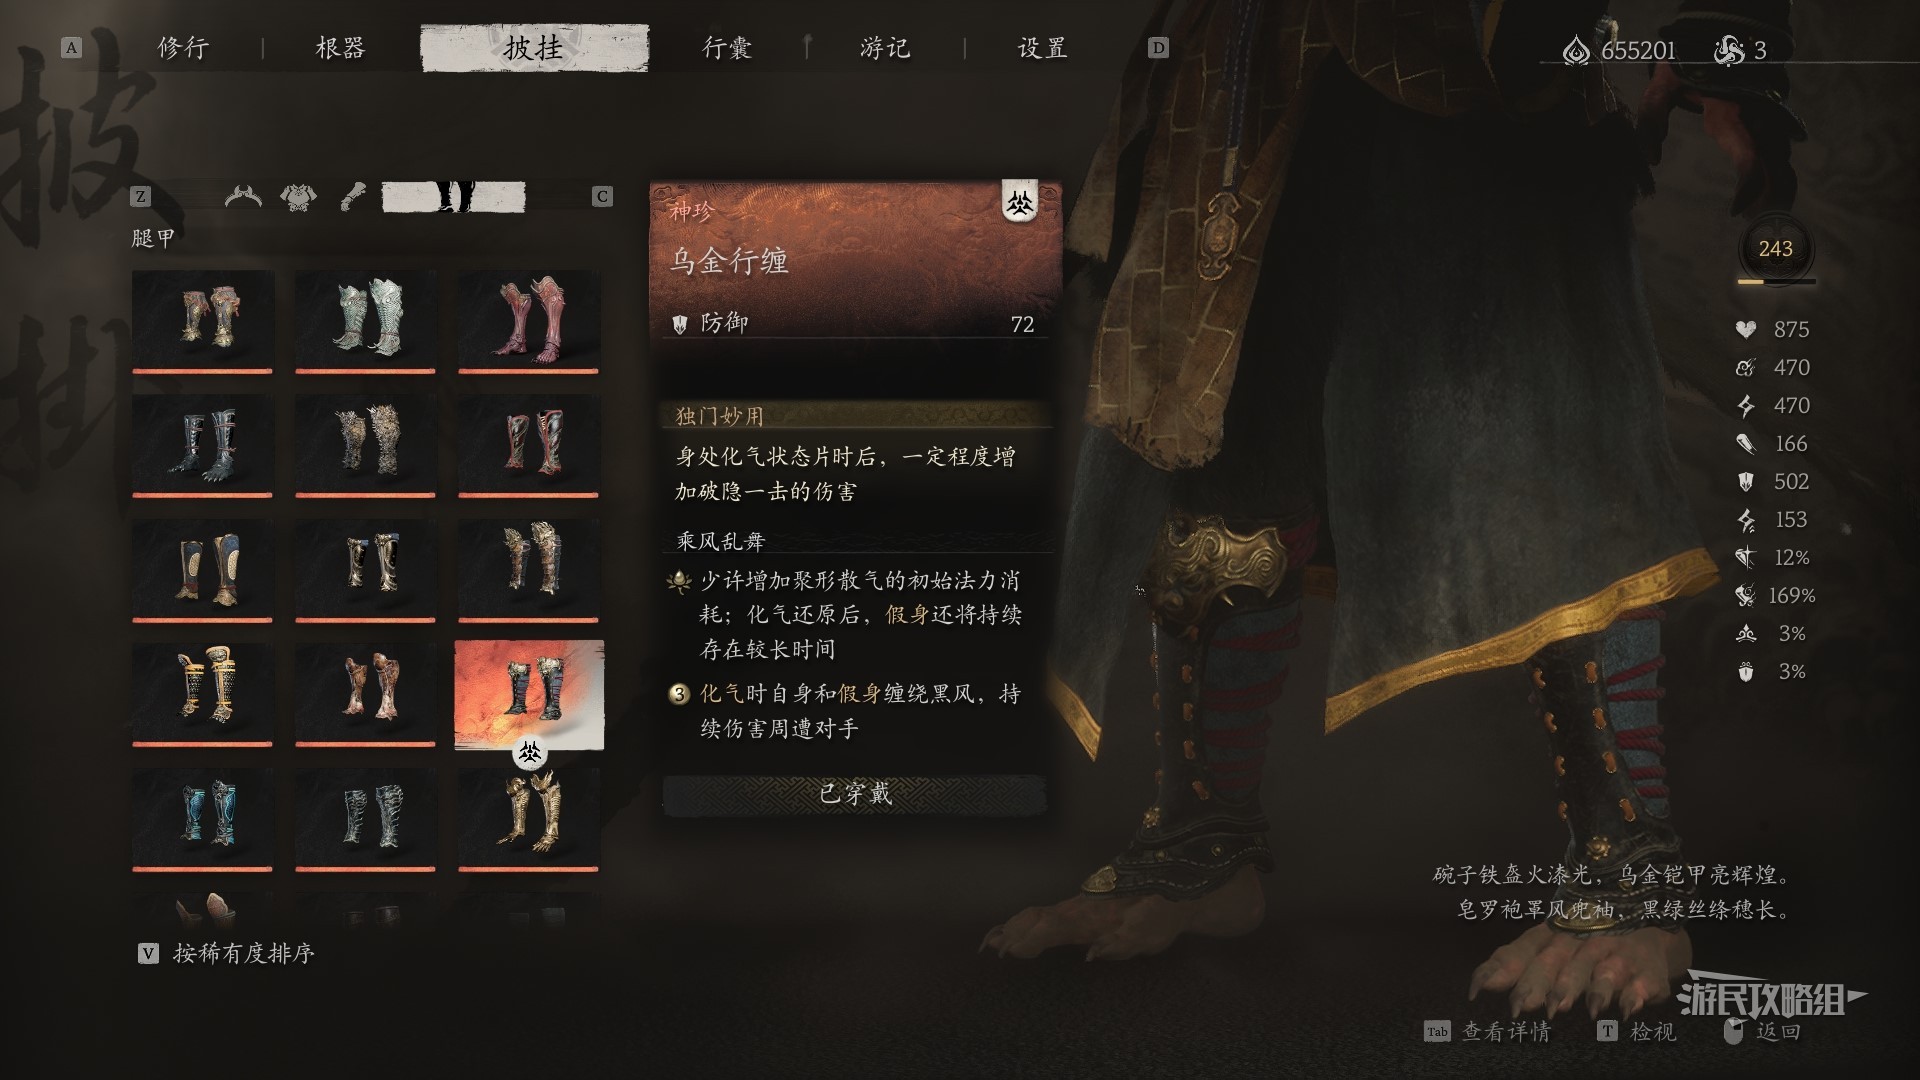 A 修行 根器 披挂 行囊 游记 设置 D
655201 3
披挂
Z C
腿甲
神珍
乌金行缠
防御 72
独门妙用
身处化气状态片时后，一定程度增
加破隐一击的伤害
乘风乱舞
少许增加聚形散气的初始法力消
耗；化气还原后，假身还将持续
存在较长时间
3 化气时自身和假身缠绕黑风，持
续伤害周遭对手
已穿戴
V 按稀有度排序
243
875
470
470
166
502
153
12%
169%
3%
3%
碗子铁盔火漆光，乌金铠甲亮辉煌。
皂罗袍罩风兜袖，黑绿丝绦穗长。
游民攻略组
Tab 查看详情 T 检视 返回